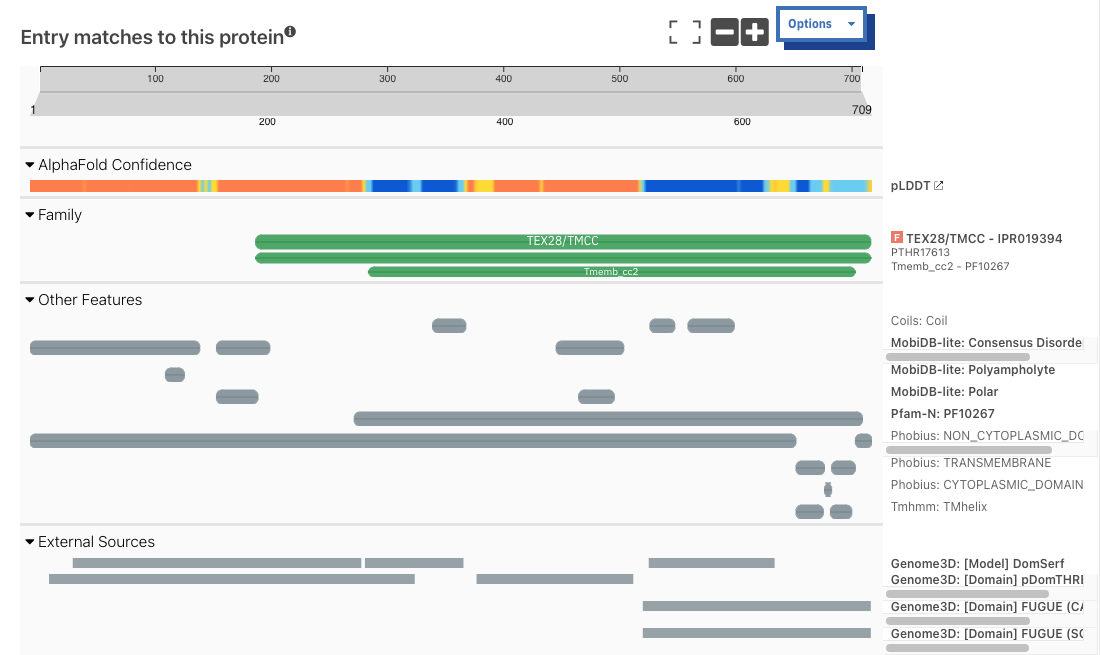 Entry matches to this protein
Options
100 200 300 400 500 600 700
1 709
200 400 600
AlphaFold Confidence
pLDDT
Family
TEX28/TMCC
F TEX28/TMCC - IPR019394
PTHR17613
Tmemb_cc2
Tmemb_cc2 - PF10267
Other Features
Coils: Coil
MobiDB-lite: Consensus Disorde
MobiDB-lite: Polyampholyte
MobiDB-lite: Polar
Pfam-N: PF10267
Phobius: NON_CYTOPLASMIC_DO
Phobius: TRANSMEMBRANE
Phobius: CYTOPLASMIC_DOMAIN
Tmhmm: TMhelix
External Sources
Genome3D: [Model] DomSerf
Genome3D: [Domain] pDomTHRE
Genome3D: [Domain] FUGUE (CA
Genome3D: [Domain] FUGUE (SC